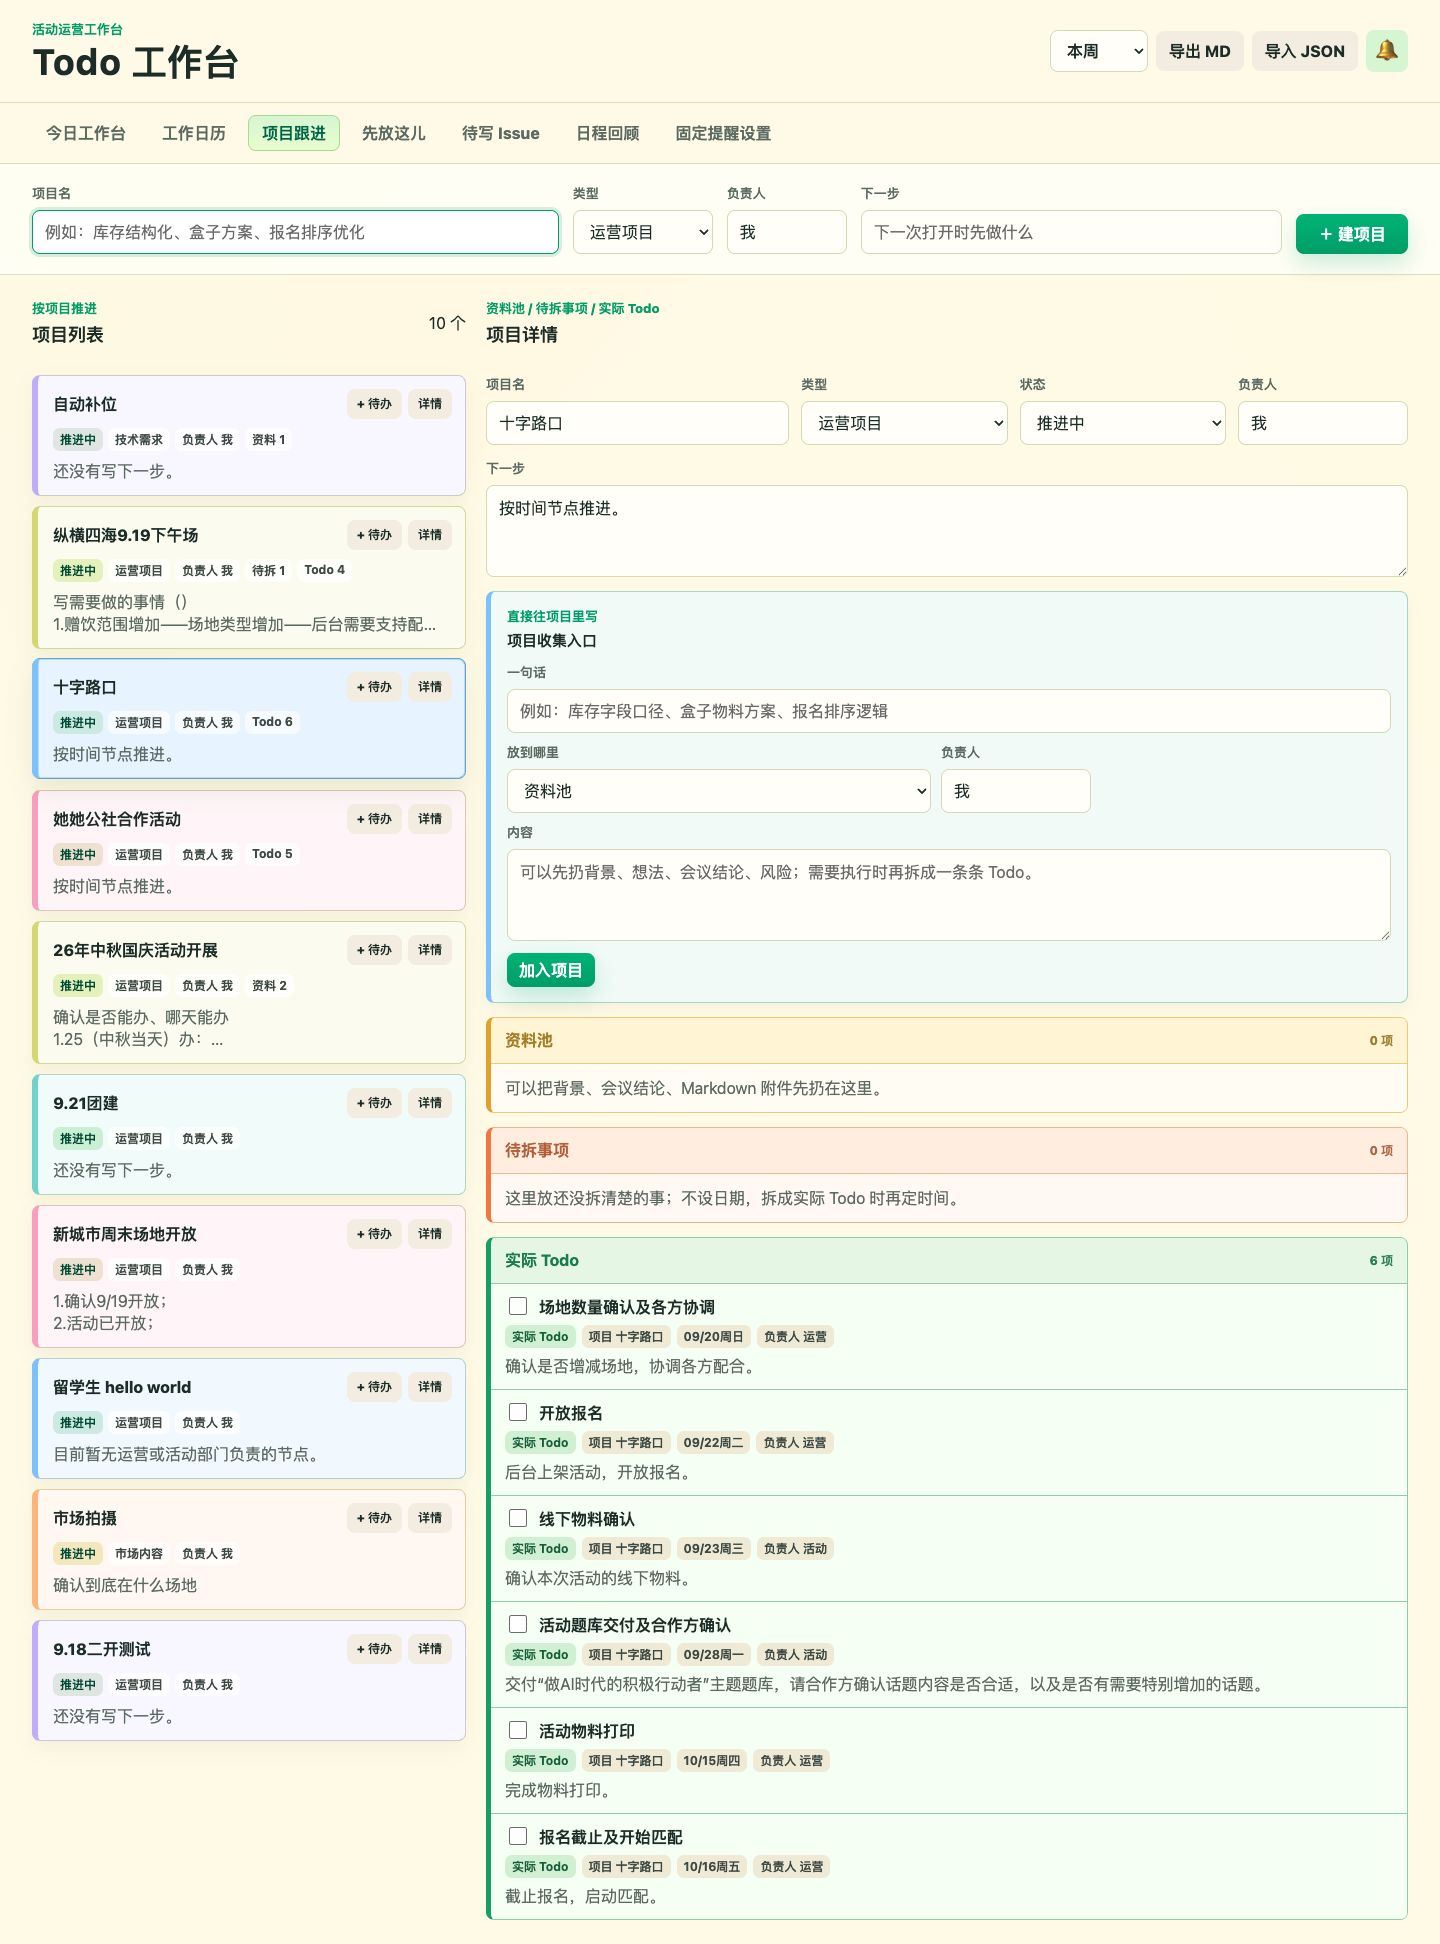 活动运营工作台
Todo 工作台
本周
导出 MD
导入 JSON
今日工作台
工作日历
项目跟进
先放这儿
待写 Issue
日程回顾
固定提醒设置
项目名
类型
负责人
下一步
例如：库存结构化、盒子方案、报名排序优化
运营项目
我
下一次打开时先做什么
+ 建项目
按项目推进
项目列表
10 个
自动补位
+ 待办
详情
推进中
技术需求
负责人 我
资料 1
还没有写下一步。
纵横四海9.19下午场
+ 待办
详情
推进中
运营项目
负责人 我
待拆 1
Todo 4
写需要做的事情（）
1.赠饮范围增加——场地类型增加——后台需要支持配...
十字路口
+ 待办
详情
推进中
运营项目
负责人 我
Todo 6
按时间节点推进。
她她公社合作活动
+ 待办
详情
推进中
运营项目
负责人 我
Todo 5
按时间节点推进。
26年中秋国庆活动开展
+ 待办
详情
推进中
运营项目
负责人 我
资料 2
确认是否能办、哪天能办
1.25（中秋当天）办：...
9.21团建
+ 待办
详情
推进中
运营项目
负责人 我
还没有写下一步。
新城市周末场地开放
+ 待办
详情
推进中
运营项目
负责人 我
1.确认9/19开放；
2.活动已开放；
留学生 hello world
+ 待办
详情
推进中
运营项目
负责人 我
目前暂无运营或活动部门负责的节点。
市场拍摄
+ 待办
详情
推进中
市场内容
负责人 我
确认到底在什么场地
9.18二开测试
+ 待办
详情
推进中
运营项目
负责人 我
还没有写下一步。
资料池 / 待拆事项 / 实际 Todo
项目详情
项目名
类型
状态
负责人
十字路口
运营项目
推进中
我
下一步
按时间节点推进。
直接往项目里写
项目收集入口
一句话
例如：库存字段口径、盒子物料方案、报名排序逻辑
放到哪里
负责人
资料池
我
内容
可以先扔背景、想法、会议结论、风险；需要执行时再拆成一条条 Todo。
加入项目
资料池
0 项
可以把背景、会议结论、Markdown 附件先扔在这里。
待拆事项
0 项
这里放还没拆清楚的事；不设日期，拆成实际 Todo 时再定时间。
实际 Todo
6 项
场地数量确认及各方协调
实际 Todo
项目 十字路口
09/20周日
负责人 运营
确认是否增减场地，协调各方配合。
开放报名
实际 Todo
项目 十字路口
09/22周二
负责人 运营
后台上架活动，开放报名。
线下物料确认
实际 Todo
项目 十字路口
09/23周三
负责人 活动
确认本次活动的线下物料。
活动题库交付及合作方确认
实际 Todo
项目 十字路口
09/28周一
负责人 活动
交付“做AI时代的积极行动者”主题题库，请合作方确认话题内容是否合适，以及是否有需要特别增加的话题。
活动物料打印
实际 Todo
项目 十字路口
10/15周四
负责人 运营
完成物料打印。
报名截止及开始匹配
实际 Todo
项目 十字路口
10/16周五
负责人 运营
截止报名，启动匹配。